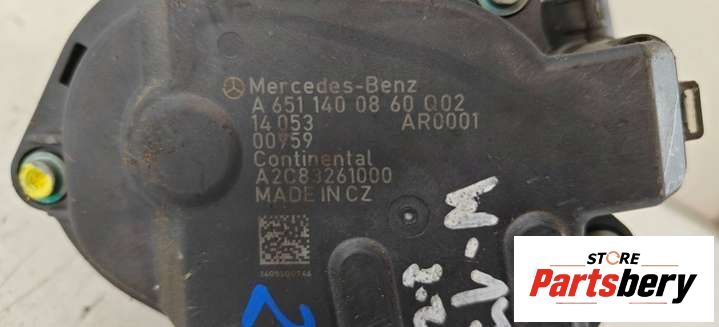 Mercedes-Benz
A 651 140 08 60 Q02
14 053 AR0001
00959
Continental
A2C83261000
MADE IN CZ
STORE
Partsbery